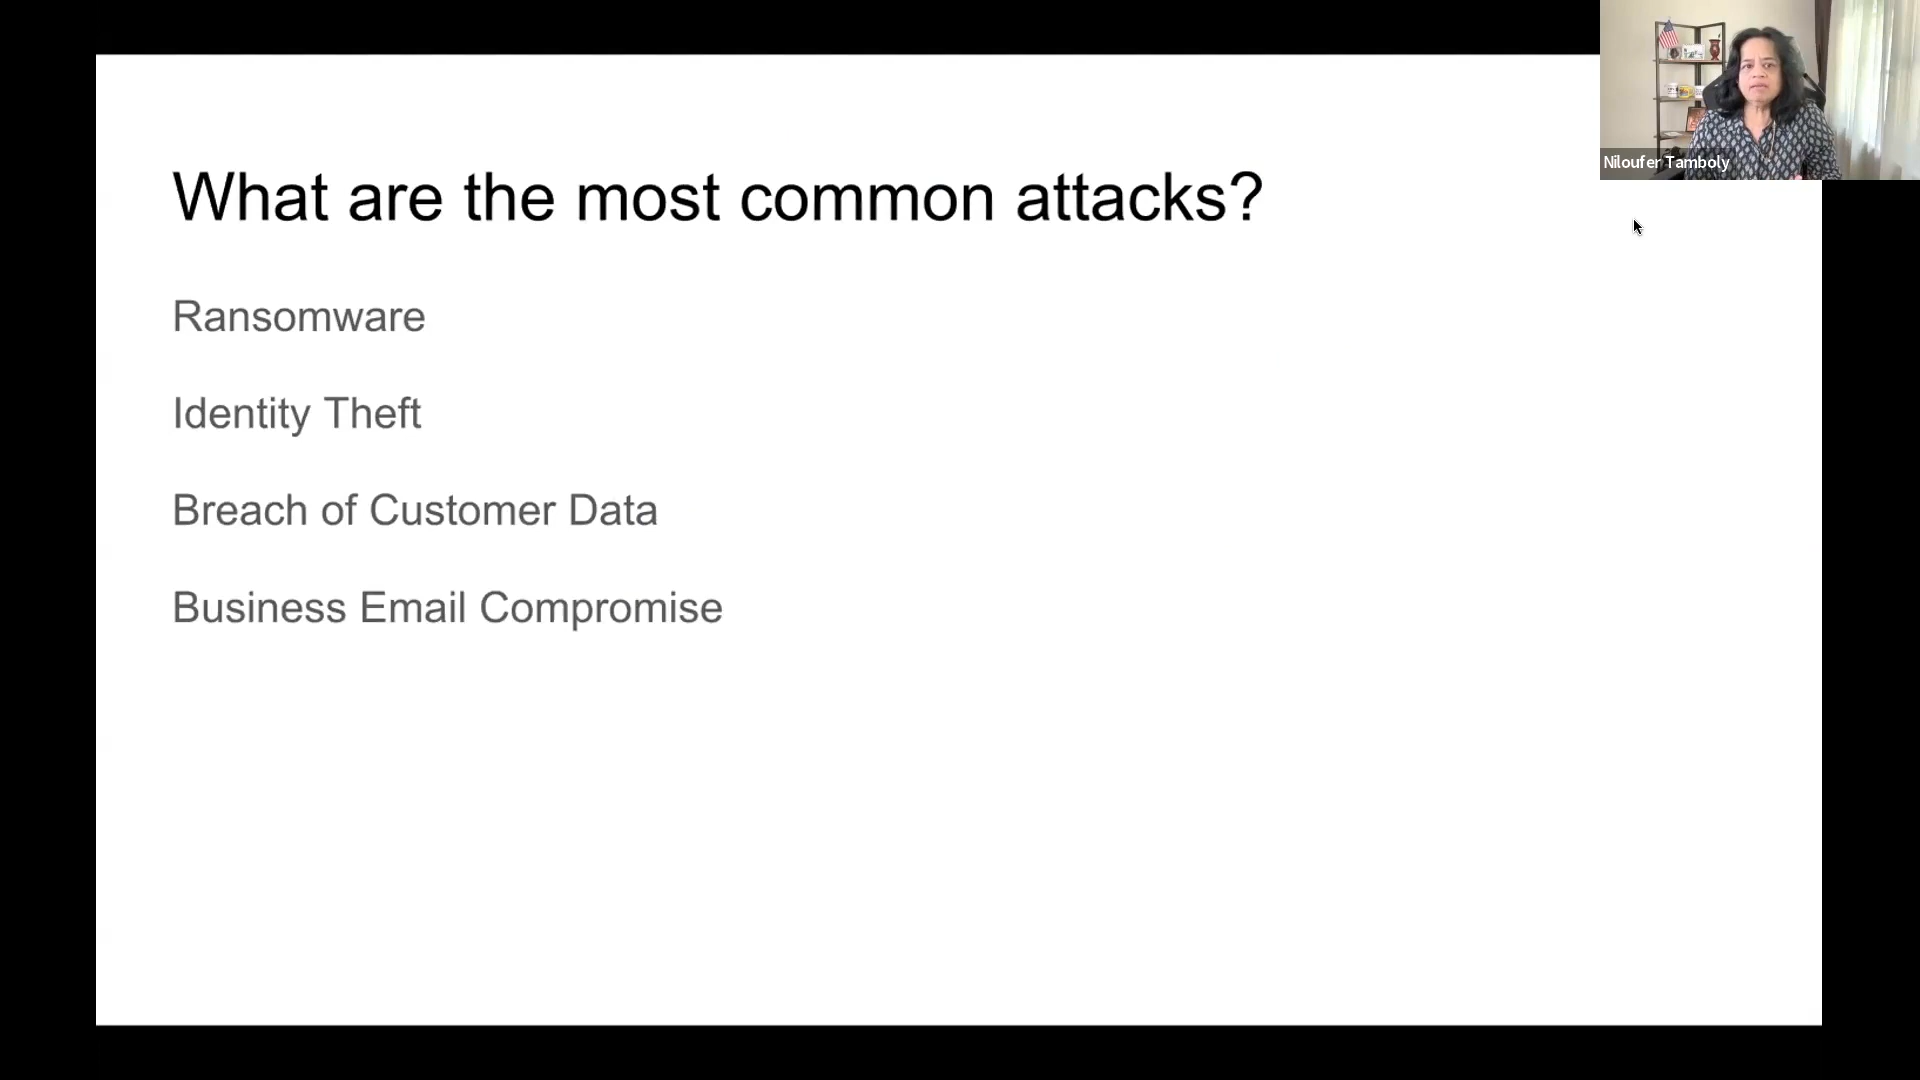 What are the most common attacks?
Ransomware
Identity Theft
Breach of Customer Data
Business Email Compromise
Niloufer Tamboly